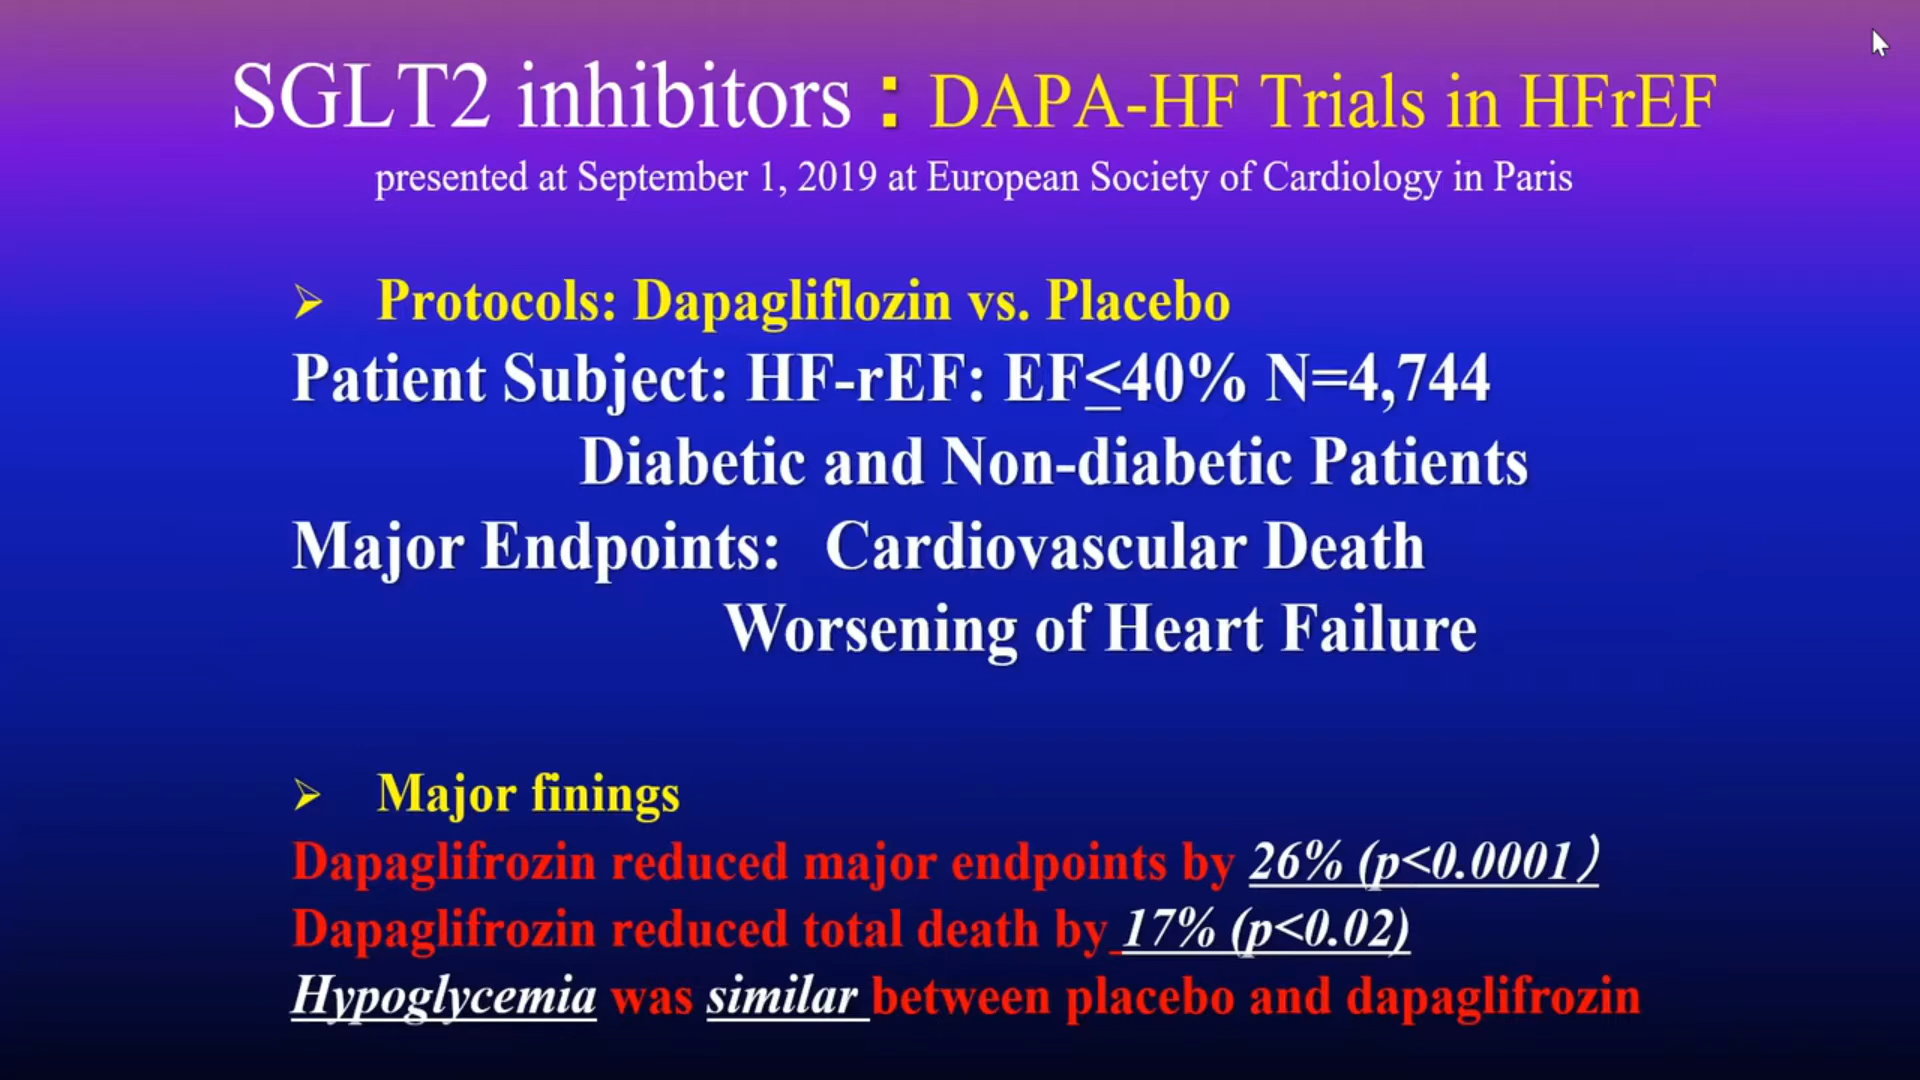 SGLT2 inhibitors : DAPA-HF Trials in HFrEF
presented at September 1, 2019 at European Society of Cardiology in Paris
➢ Protocols: Dapagliflozin vs. Placebo
Patient Subject: HF-rEF: EF≤40% N=4,744
Diabetic and Non-diabetic Patients
Major Endpoints: Cardiovascular Death
Worsening of Heart Failure
➢ Major finings
Dapaglifrozin reduced major endpoints by 26% (p<0.0001)
Dapaglifrozin reduced total death by 17% (p<0.02)
Hypoglycemia was similar between placebo and dapaglifrozin